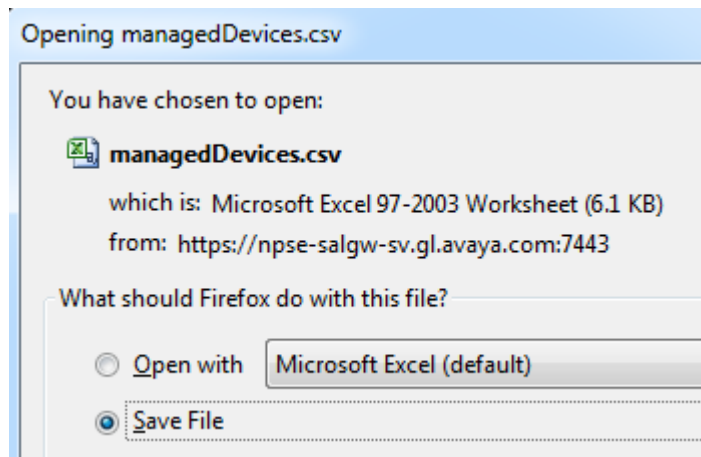 Opening managedDevices.csv
You have chosen to open:
managedDevices.csv
which is: Microsoft Excel 97-2003 Worksheet (6.1 KB)
from: https://npse-salgw-sv.gl.avaya.com:7443
What should Firefox do with this file?
Open with Microsoft Excel (default)
Save File